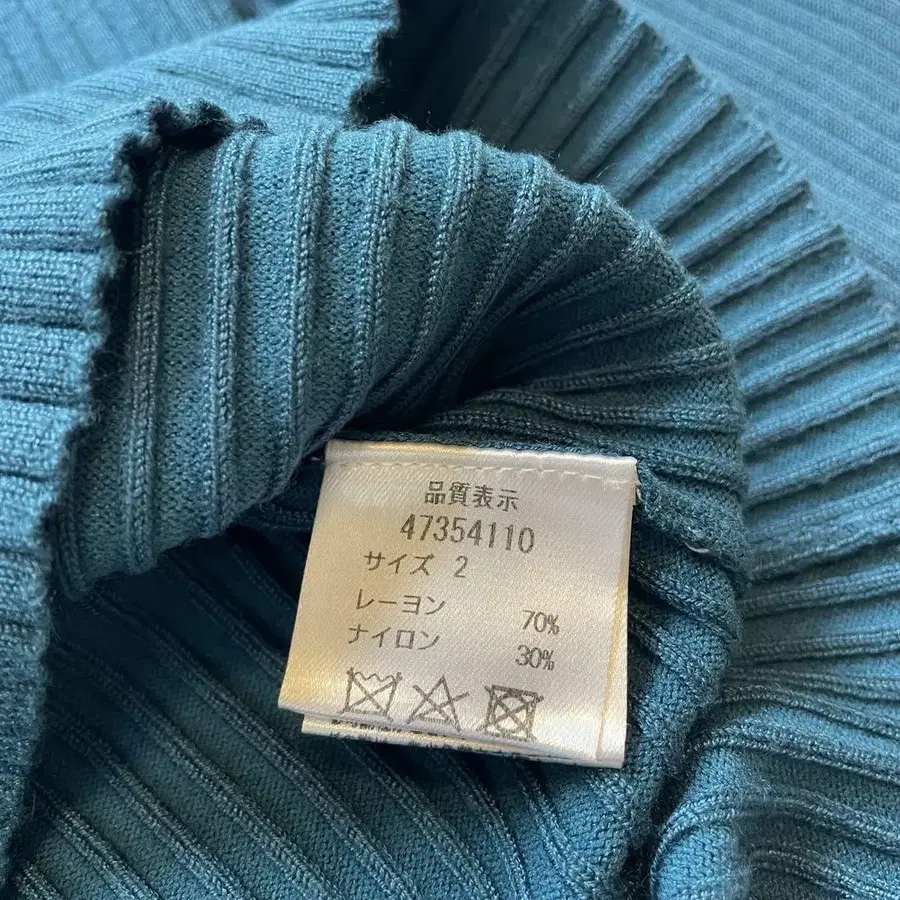 品質表示
47354110
サイズ 2
レーヨン 70%
ナイロン 30%